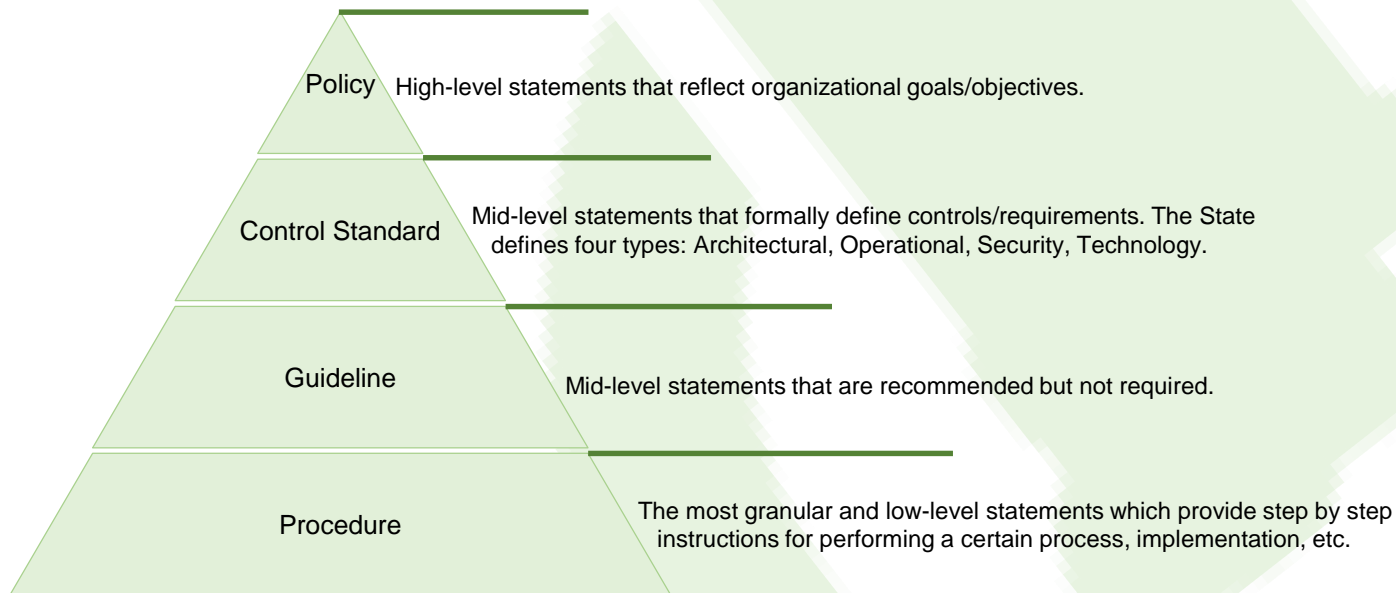 Policy
High-level statements that reflect organizational goals/objectives.
Control Standard
Mid-level statements that formally define controls/requirements. The State
defines four types: Architectural, Operational, Security, Technology.
Guideline
Mid-level statements that are recommended but not required.
Procedure
The most granular and low-level statements which provide step by step
instructions for performing a certain process, implementation, etc.